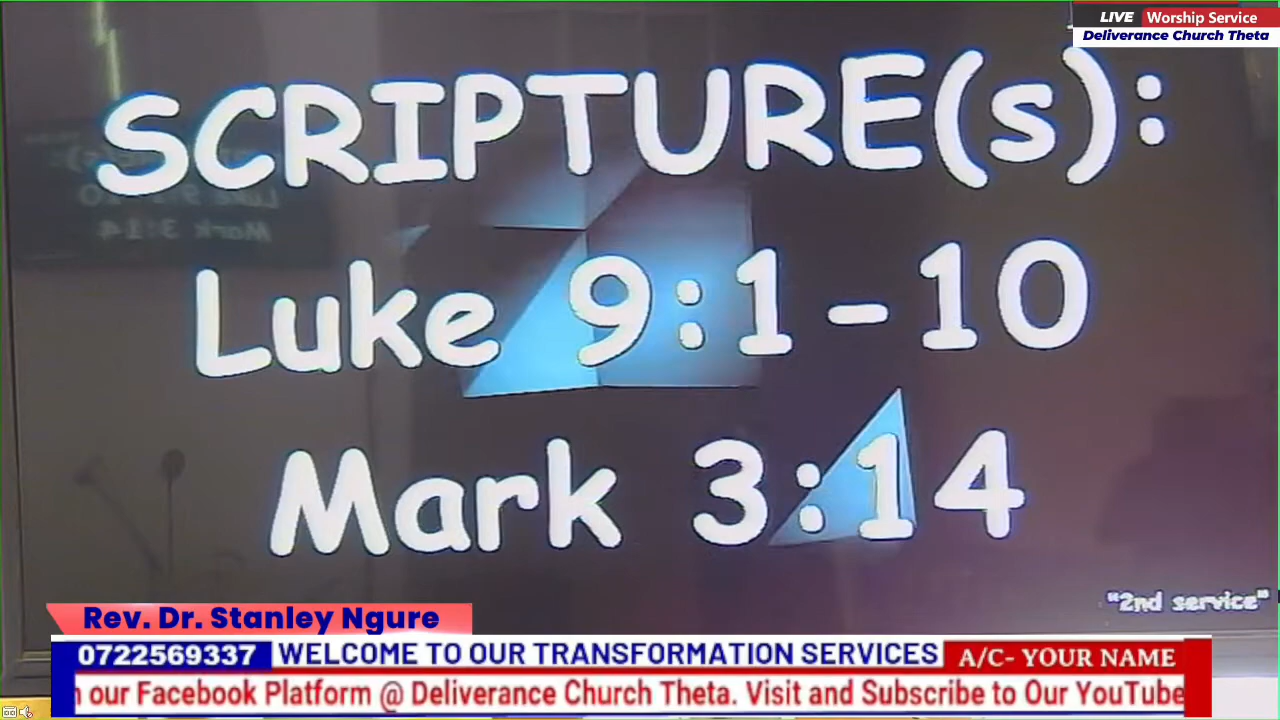 LIVE Worship Service
Deliverance Church Theta
SCRIPTURE(s):
Luke 9:1-10
Mark 3:14
"2nd service"
Rev. Dr. Stanley Ngure
0722569337 WELCOME TO OUR TRANSFORMATION SERVICES A/C- YOUR NAME
our Facebook Platform @ Deliverance Church Theta. Visit and Subscribe to Our YouTube